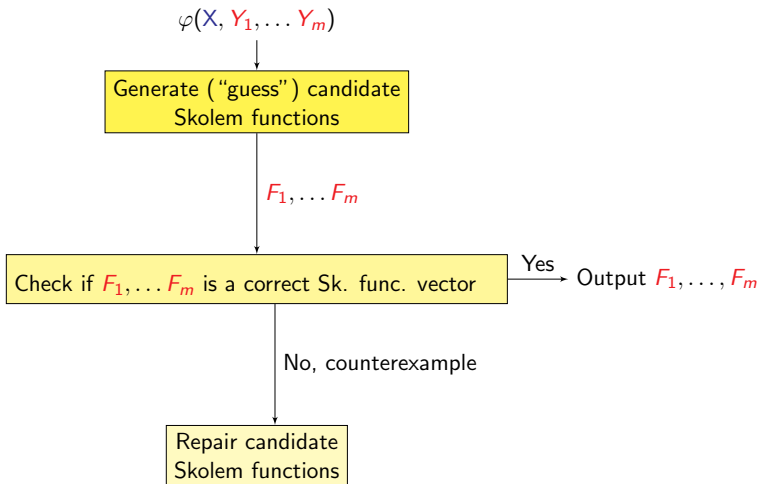 φ(X, Y₁, … Yₘ)
Generate (“guess”) candidate
Skolem functions
F₁, … Fₘ
Check if F₁, … Fₘ is a correct Sk. func. vector
Yes
Output F₁, …, Fₘ
No, counterexample
Repair candidate
Skolem functions